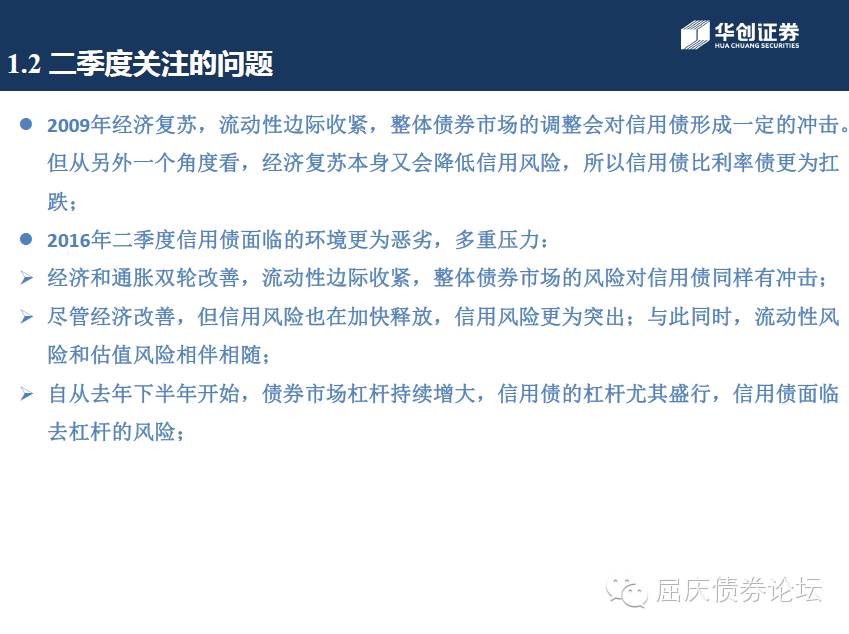 华创证券
HUA CHUANG SECURITIES
1.2 二季度关注的问题
● 2009年经济复苏，流动性边际收紧，整体债券市场的调整会对信用债形成一定的冲击。
但从另外一个角度看，经济复苏本身又会降低信用风险，所以信用债比利率债更为扛
跌；
● 2016年二季度信用债面临的环境更为恶劣，多重压力：
➢ 经济和通胀双轮改善，流动性边际收紧，整体债券市场的风险对信用债同样有冲击；
➢ 尽管经济改善，但信用风险也在加快释放，信用风险更为突出；与此同时，流动性风
险和估值风险相伴相随；
➢ 自从去年下半年开始，债券市场杠杆持续增大，信用债的杠杆尤其盛行，信用债面临
去杠杆的风险；
屈庆债券论坛